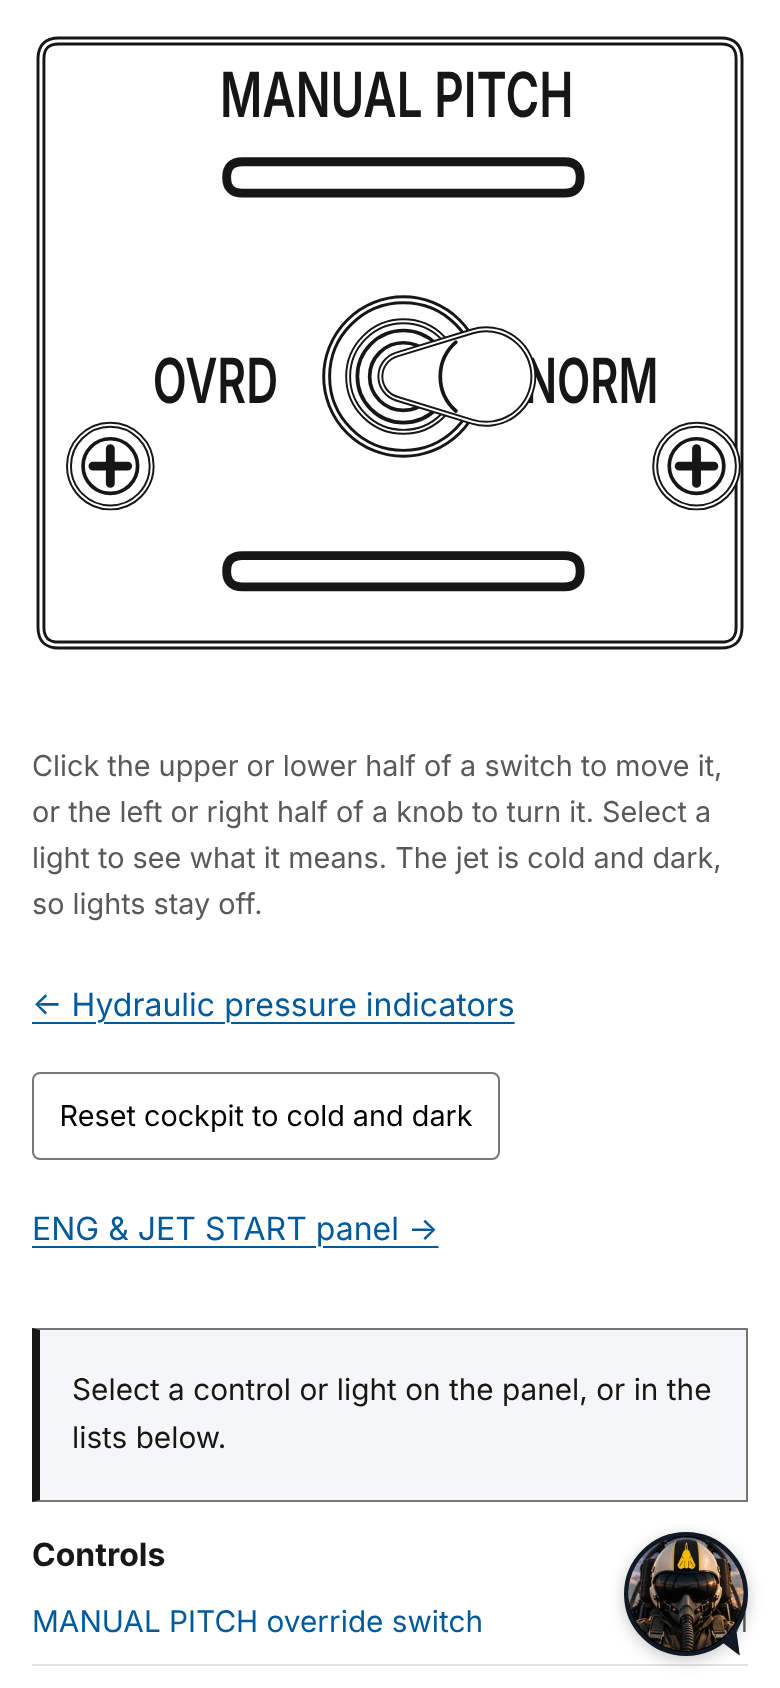 MANUAL PITCH
OVRD
NORM
Click the upper or lower half of a switch to move it,
or the left or right half of a knob to turn it. Select a
light to see what it means. The jet is cold and dark,
so lights stay off.
← Hydraulic pressure indicators
Reset cockpit to cold and dark
ENG & JET START panel →
Select a control or light on the panel, or in the
lists below.
Controls
MANUAL PITCH override switch